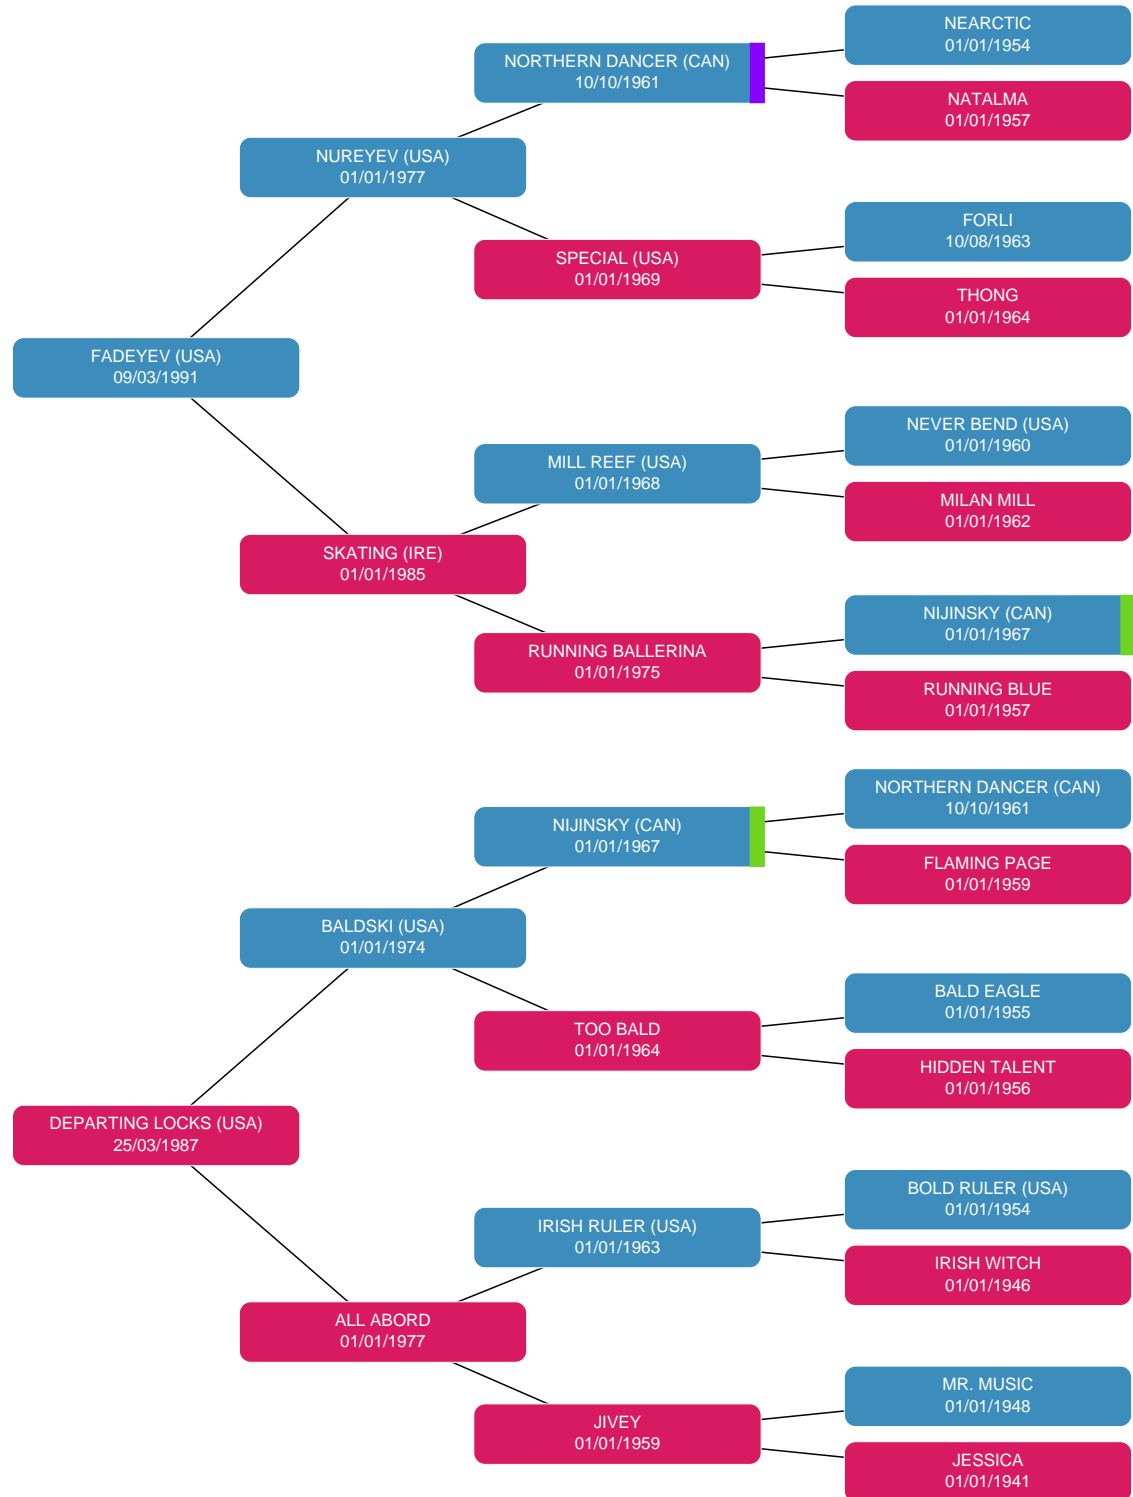 NEARCTIC
01/01/1954
NORTHERN DANCER (CAN)
10/10/1961
NATALMA
01/01/1957
NUREYEV (USA)
01/01/1977
FORLI
10/08/1963
SPECIAL (USA)
01/01/1969
THONG
01/01/1964
FADEYEV (USA)
09/03/1991
NEVER BEND (USA)
01/01/1960
MILL REEF (USA)
01/01/1968
MILAN MILL
01/01/1962
SKATING (IRE)
01/01/1985
NIJINSKY (CAN)
01/01/1967
RUNNING BALLERINA
01/01/1975
RUNNING BLUE
01/01/1957
NORTHERN DANCER (CAN)
10/10/1961
NIJINSKY (CAN)
01/01/1967
FLAMING PAGE
01/01/1959
BALDSKI (USA)
01/01/1974
BALD EAGLE
01/01/1955
TOO BALD
01/01/1964
HIDDEN TALENT
01/01/1956
DEPARTING LOCKS (USA)
25/03/1987
BOLD RULER (USA)
01/01/1954
IRISH RULER (USA)
01/01/1963
IRISH WITCH
01/01/1946
ALL ABORD
01/01/1977
MR. MUSIC
01/01/1948
JIVEY
01/01/1959
JESSICA
01/01/1941